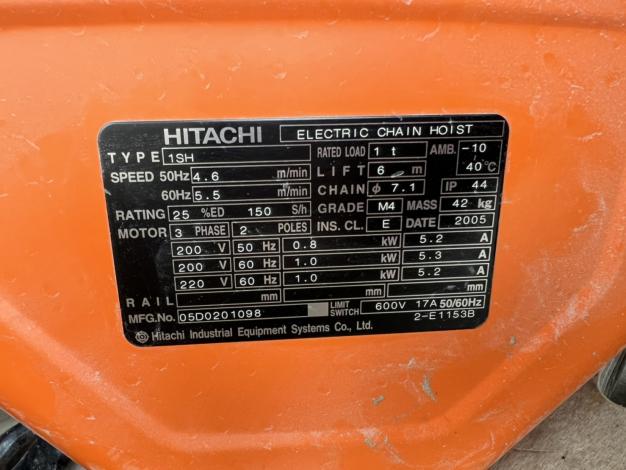 HITACHI ELECTRIC CHAIN HOIST
TYPE 1SH RATED LOAD 1 t AMB. -10
SPEED 50Hz 4.6 m/min LIFT 6 m 40°C
60Hz 5.5 m/min CHAIN φ 7.1 IP 44
RATING 25 %ED 150 S/h GRADE M4 MASS 42 kg
MOTOR 3 PHASE 2 POLES INS. CL. E DATE 2005
200 V 50 Hz 0.8 kW 5.2 A
200 V 60 Hz 1.0 kW 5.3 A
220 V 60 Hz 1.0 kW 5.2 A
RAIL mm mm
MFG.No. 05D0201098 LIMIT SWITCH 600V 17A 50/60Hz
Hitachi Industrial Equipment Systems Co., Ltd. 2-E1153B